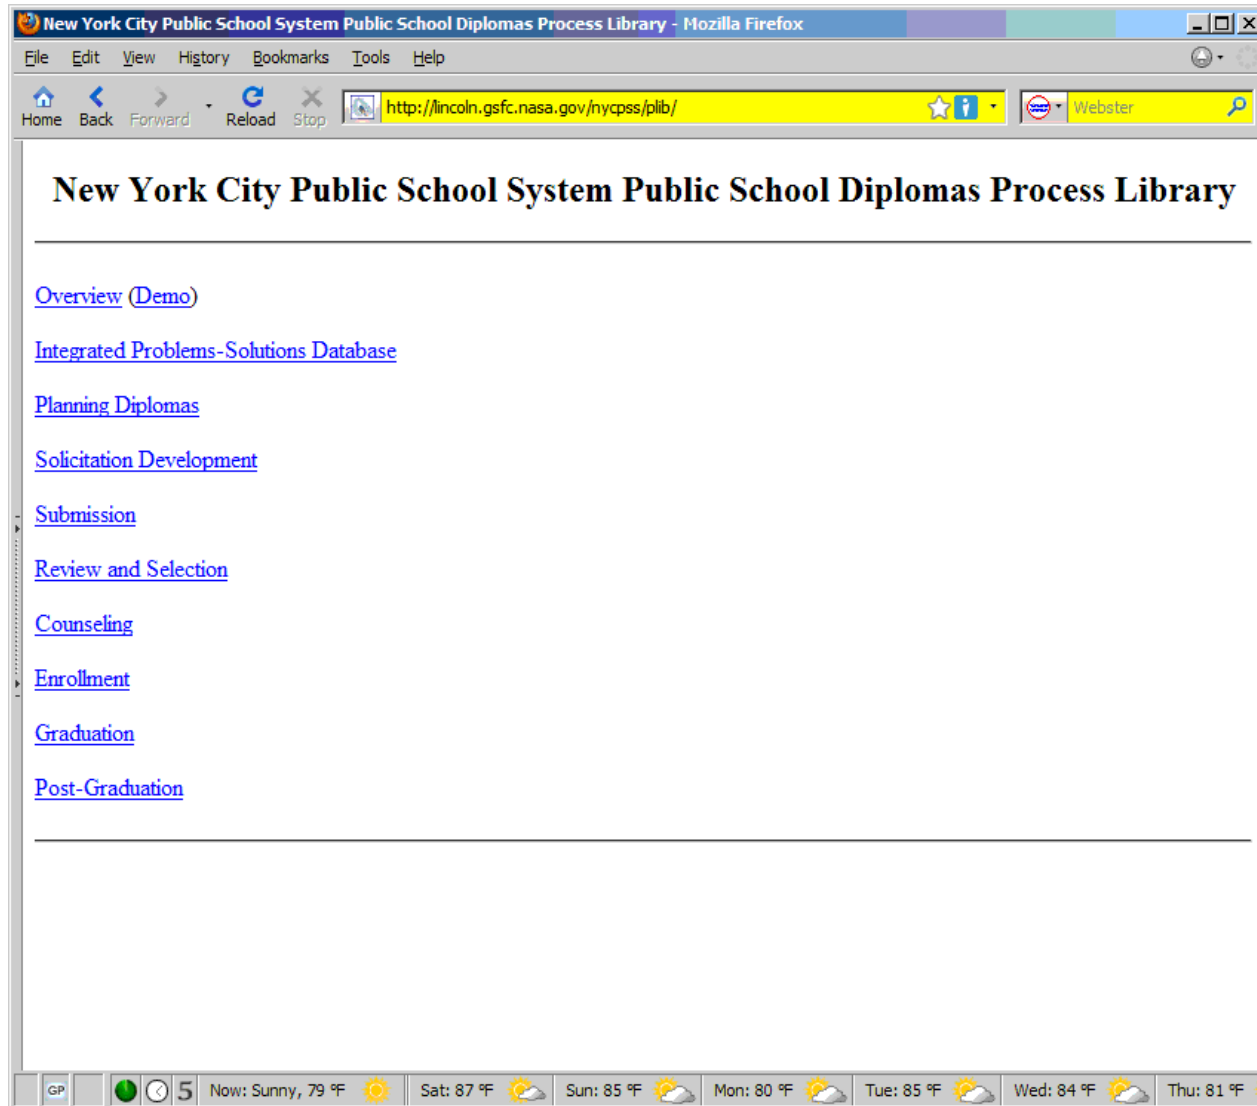 New York City Public School System Public School Diplomas Process Library - Mozilla Firefox
File Edit View History Bookmarks Tools Help
Home Back Forward Reload Stop http://lincoln.gsfc.nasa.gov/nycpss/plib/ Webster
New York City Public School System Public School Diplomas Process Library
Overview (Demo)
Integrated Problems-Solutions Database
Planning Diplomas
Solicitation Development
Submission
Review and Selection
Counseling
Enrollment
Graduation
Post-Graduation
GP 5 Now: Sunny, 79 °F Sat: 87 °F Sun: 85 °F Mon: 80 °F Tue: 85 °F Wed: 84 °F Thu: 81 °F